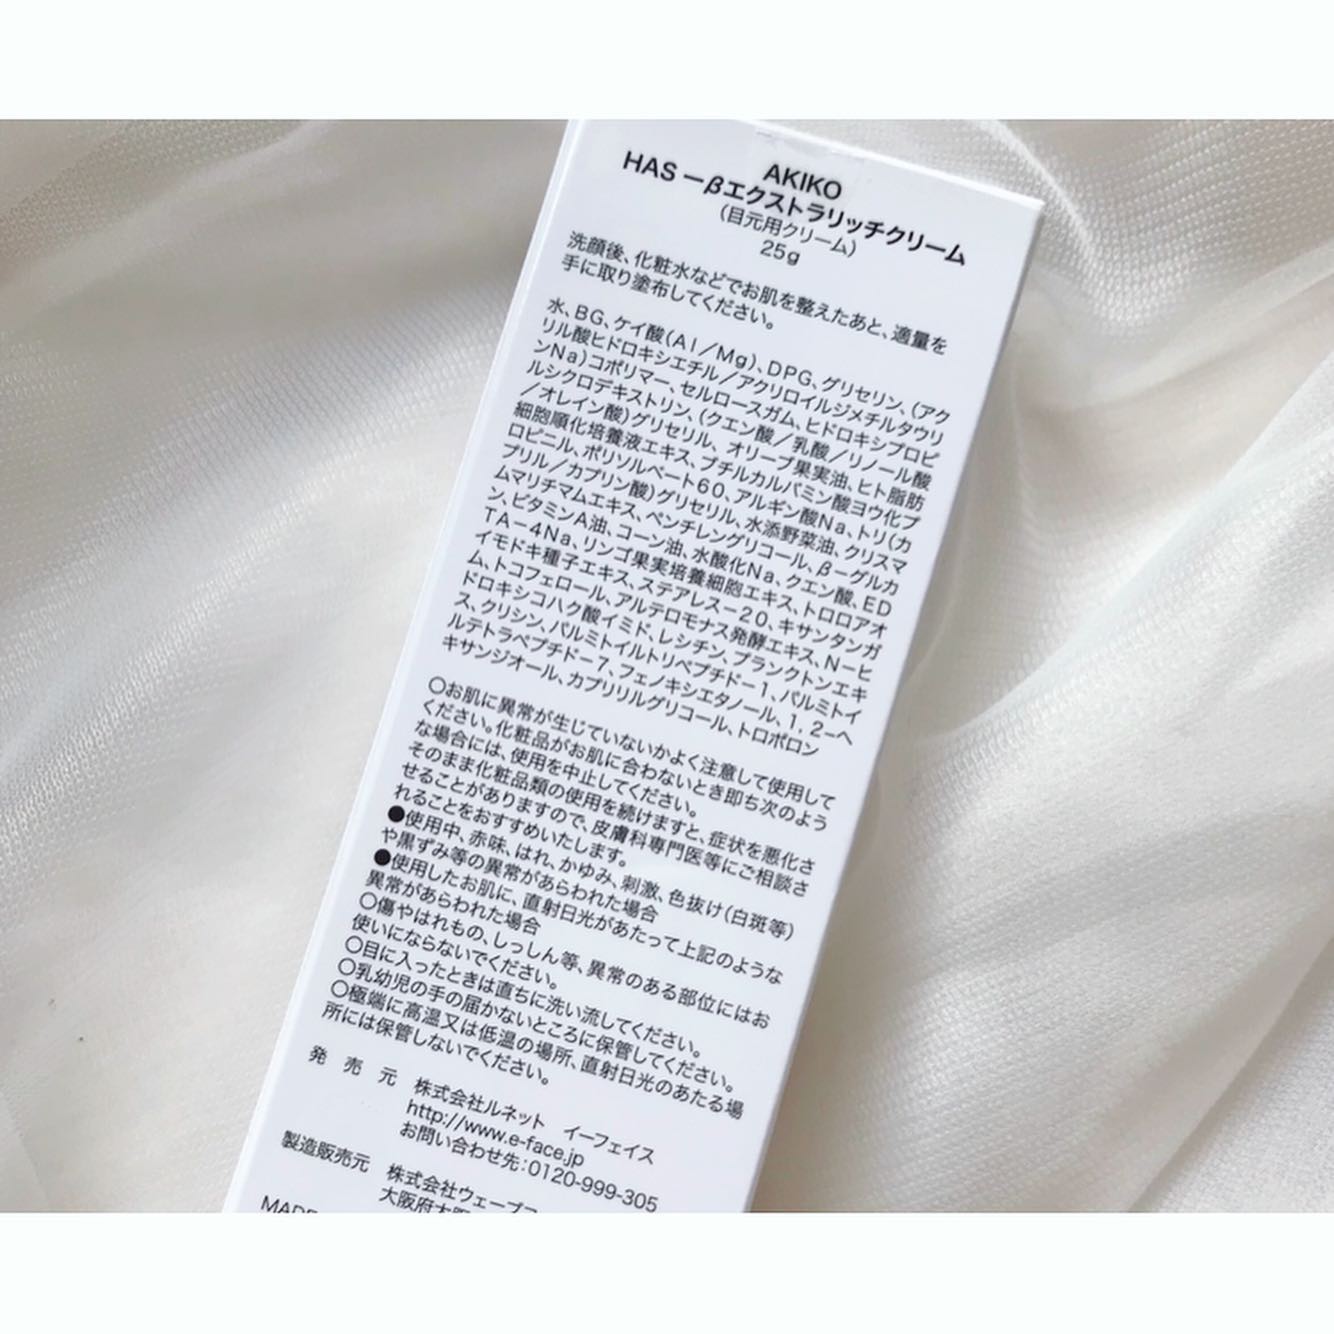 AKIKO
HAS ーβエクストラリッチクリーム
(目元用クリーム)
25g
洗顔後、化粧水などでお肌を整えたあと、適量を
手に取り塗布してください。
水、BG、ケイ酸(Al/Mg)、DPG、グリセリン、(アク
リル酸ヒドロキシエチル/アクリロイルジメチルタウリ
ンNa)コポリマー、セルロースガム、ヒドロキシプロピ
ルシクロデキストリン、(クエン酸/乳酸/リノール酸
/オレイン酸)グリセリル、オリーブ果実油、ヒト脂肪
細胞順化培養液エキス、ブチルカルバミン酸ヨウ化プ
ロピニル、ポリソルベート60、アルギン酸Na、トリ(カ
プリル/カプリン酸)グリセリル、水添野菜油、クリスマ
ムマリチマムエキス、ペンチレングリコール、β-グルカ
ン、ビタミンA油、コーン油、水酸化Na、クエン酸、ED
TA-4Na、リンゴ果実培養細胞エキス、トロロアオ
イモドキ種子エキス、ステアレス-20、キサンタンガ
ム、トコフェロール、アルテロモナス発酵エキス、N-ヒ
ドロキシコハク酸イミド、レシチン、プランクトンエキ
ス、クリシン、パルミトイルトリペプチド-1、パルミトイ
ルテトラペプチド-7、フェノキシエタノール、1,2-ヘ
キサンジオール、カプリリルグリコール、トロポロン
○お肌に異常が生じていないかよく注意して使用して
ください。化粧品がお肌に合わないとき即ち次のよう
な場合には、使用を中止してください。
そのまま化粧品類の使用を続けますと、症状を悪化さ
せることがありますので、皮膚科専門医等にご相談さ
れることをおすすめいたします。
●使用中、赤味、はれ、かゆみ、刺激、色抜け(白斑等)
や黒ずみ等の異常があらわれた場合
●使用したお肌に、直射日光があたって上記のような
異常があらわれた場合
○傷やはれもの、しっしん等、異常のある部位にはお
使いにならないでください。
○目に入ったときは直ちに洗い流してください。
○乳幼児の手の届かないところに保管してください。
○極端に高温又は低温の場所、直射日光のあたる場
所には保管しないでください。
発 売 元 株式会社ルネット イーフェイス
http://www.e-face.jp
お問い合わせ先:0120-999-305
製造販売元 株式会社ウェーブコ
大阪府大阪
MADE